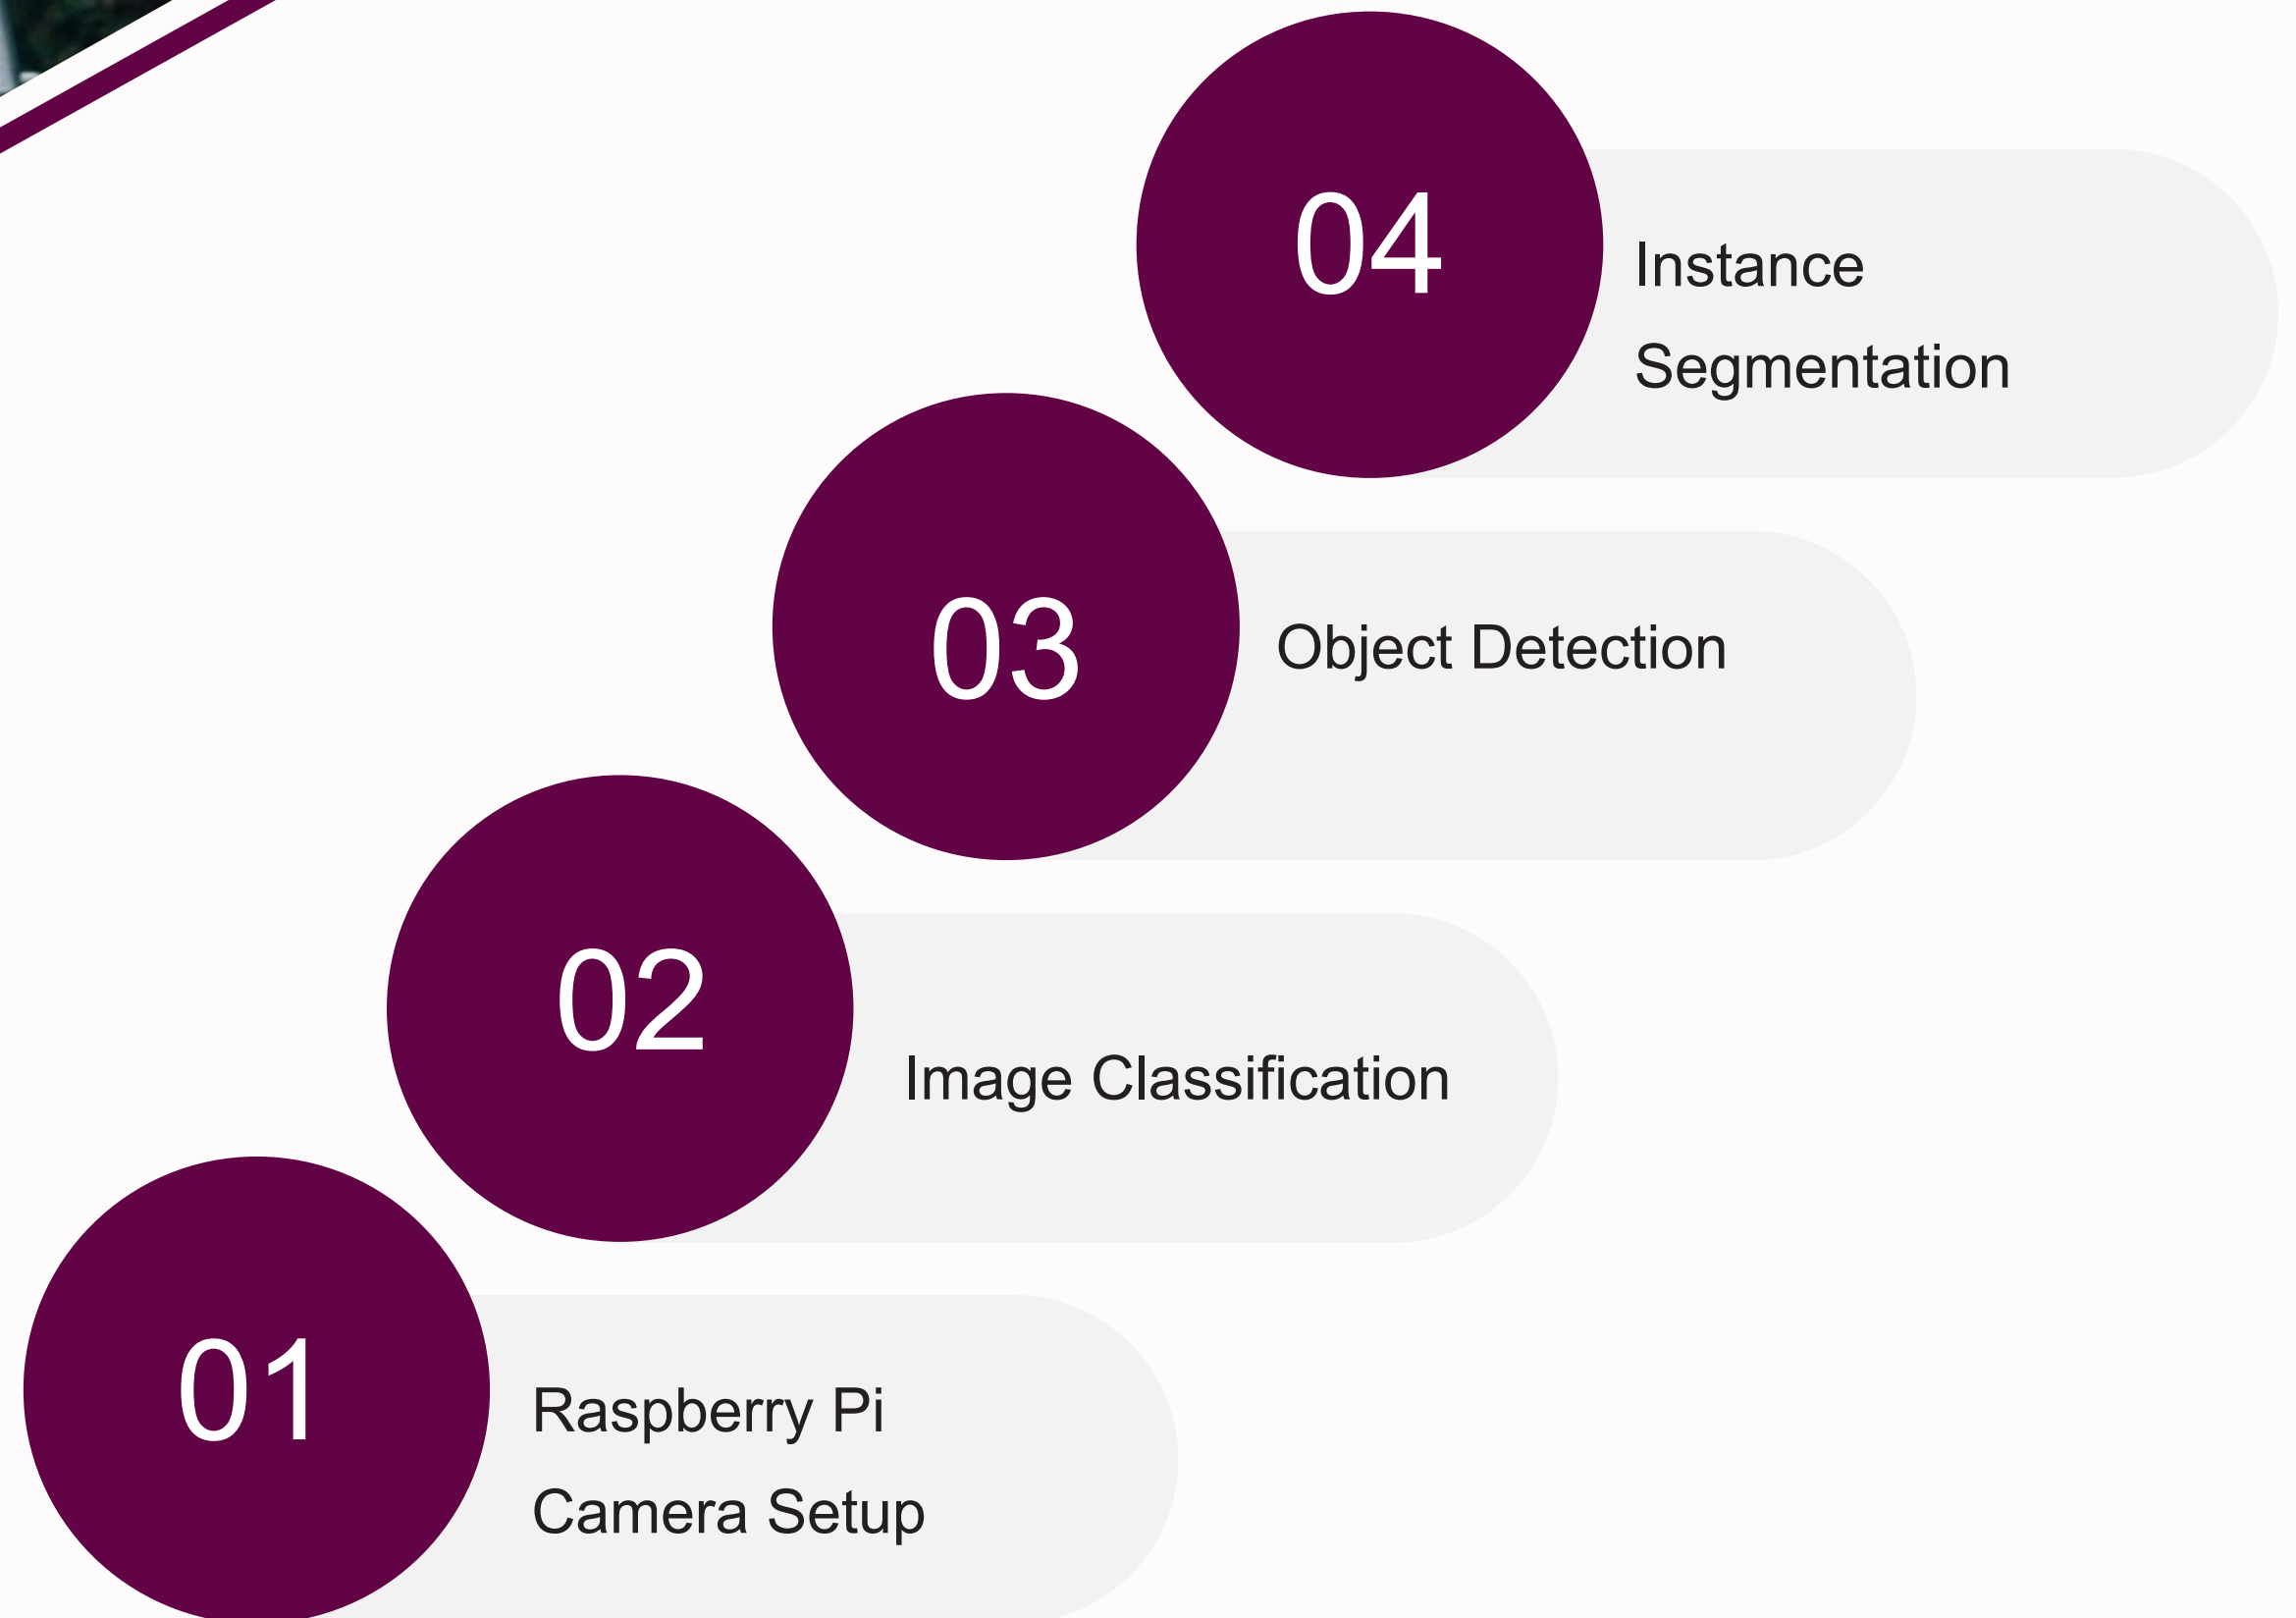 04
Instance
Segmentation
03
Object Detection
02
Image Classification
01
Raspberry Pi
Camera Setup